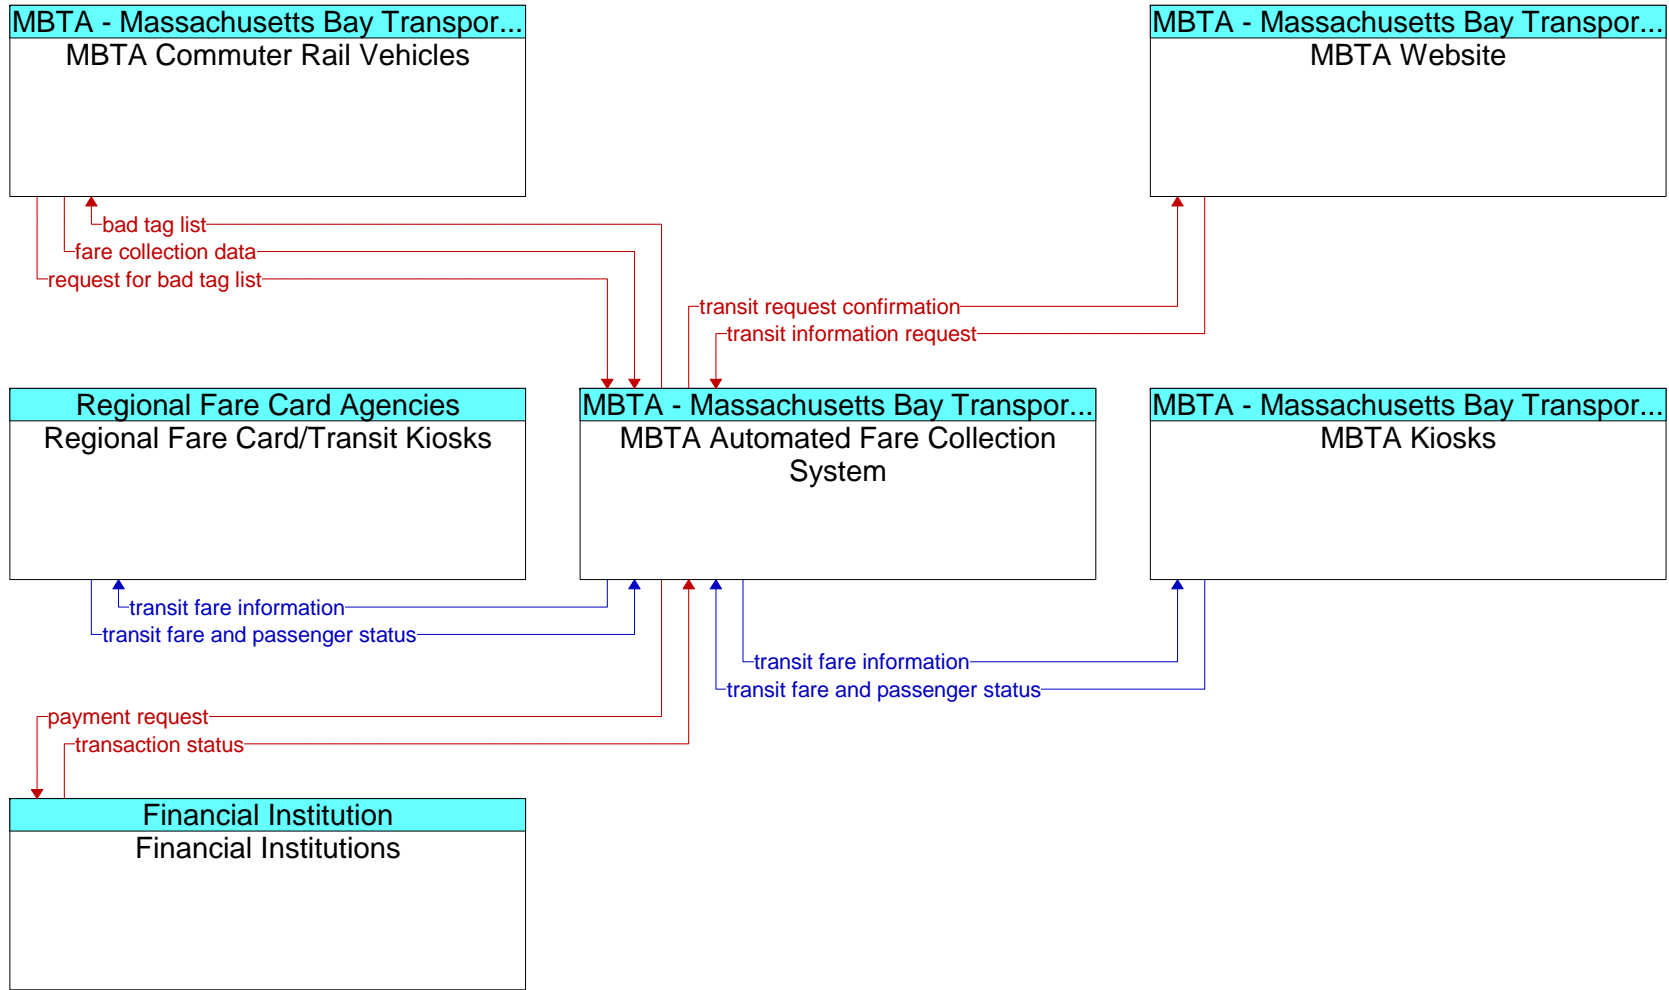 MBTA - Massachusetts Bay Transpor...
MBTA Commuter Rail Vehicles
MBTA - Massachusetts Bay Transpor...
MBTA Website
bad tag list
fare collection data
request for bad tag list
transit request confirmation
transit information request
Regional Fare Card Agencies
Regional Fare Card/Transit Kiosks
MBTA - Massachusetts Bay Transpor...
MBTA Automated Fare Collection
System
MBTA - Massachusetts Bay Transpor...
MBTA Kiosks
transit fare information
transit fare and passenger status
transit fare information
transit fare and passenger status
payment request
transaction status
Financial Institution
Financial Institutions